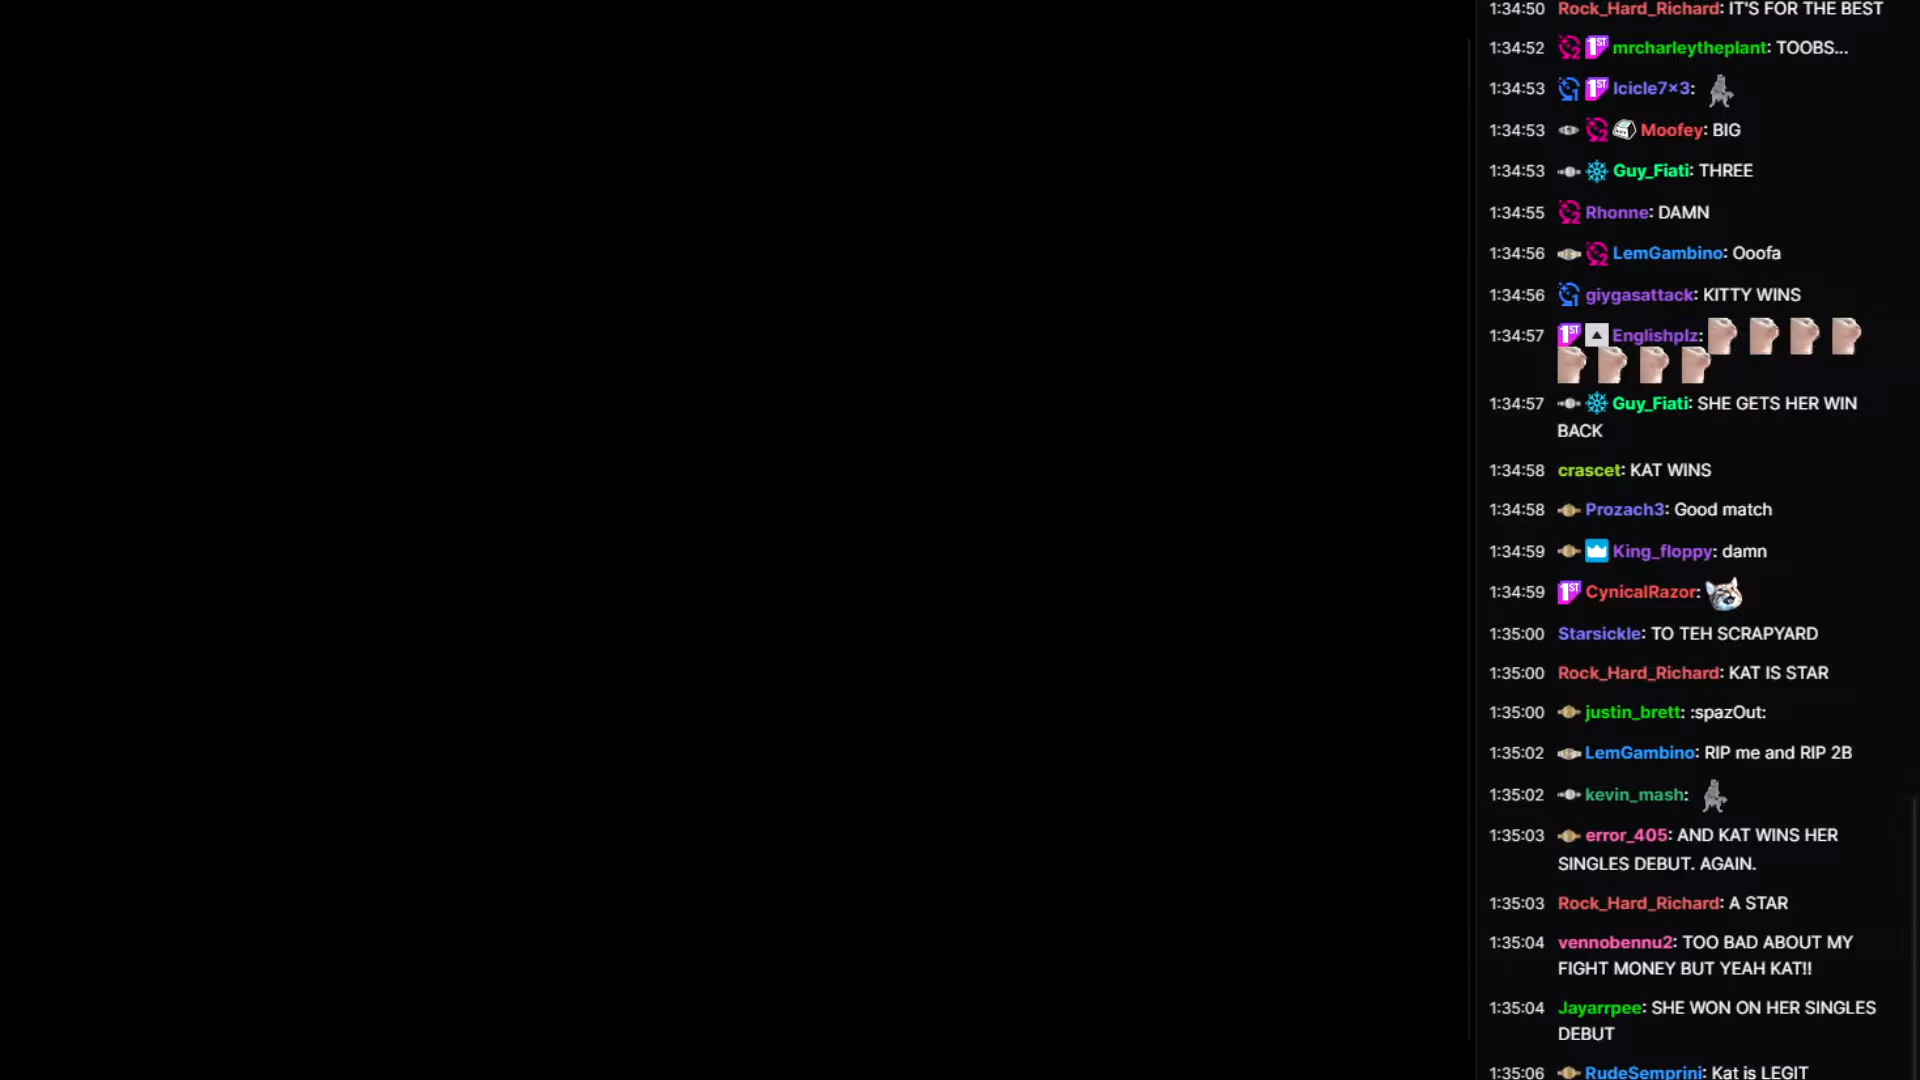 1:34:50 Rock_Hard_Richard: IT'S FOR THE BEST
1:34:52 mrcharleytheplant: TOOBS...
1:34:53 Icicle7x3:
1:34:53 Moofey: BIG
1:34:53 Guy_Fiati: THREE
1:34:55 Rhonne: DAMN
1:34:56 LemGambino: Ooofa
1:34:56 giygasattack: KITTY WINS
1:34:57 Englishplz:
1:34:57 Guy_Fiati: SHE GETS HER WIN
BACK
1:34:58 crascet: KAT WINS
1:34:58 Prozach3: Good match
1:34:59 King_floppy: damn
1:34:59 CynicalRazor:
1:35:00 Starsickle: TO TEH SCRAPYARD
1:35:00 Rock_Hard_Richard: KAT IS STAR
1:35:00 justin_brett: :spazOut:
1:35:02 LemGambino: RIP me and RIP 2B
1:35:02 kevin_mash:
1:35:03 error_405: AND KAT WINS HER
SINGLES DEBUT. AGAIN.
1:35:03 Rock_Hard_Richard: A STAR
1:35:04 vennobennu2: TOO BAD ABOUT MY
FIGHT MONEY BUT YEAH KAT!!
1:35:04 Jayarrpee: SHE WON ON HER SINGLES
DEBUT
1:35:06 RudeSemprini: Kat is LEGIT